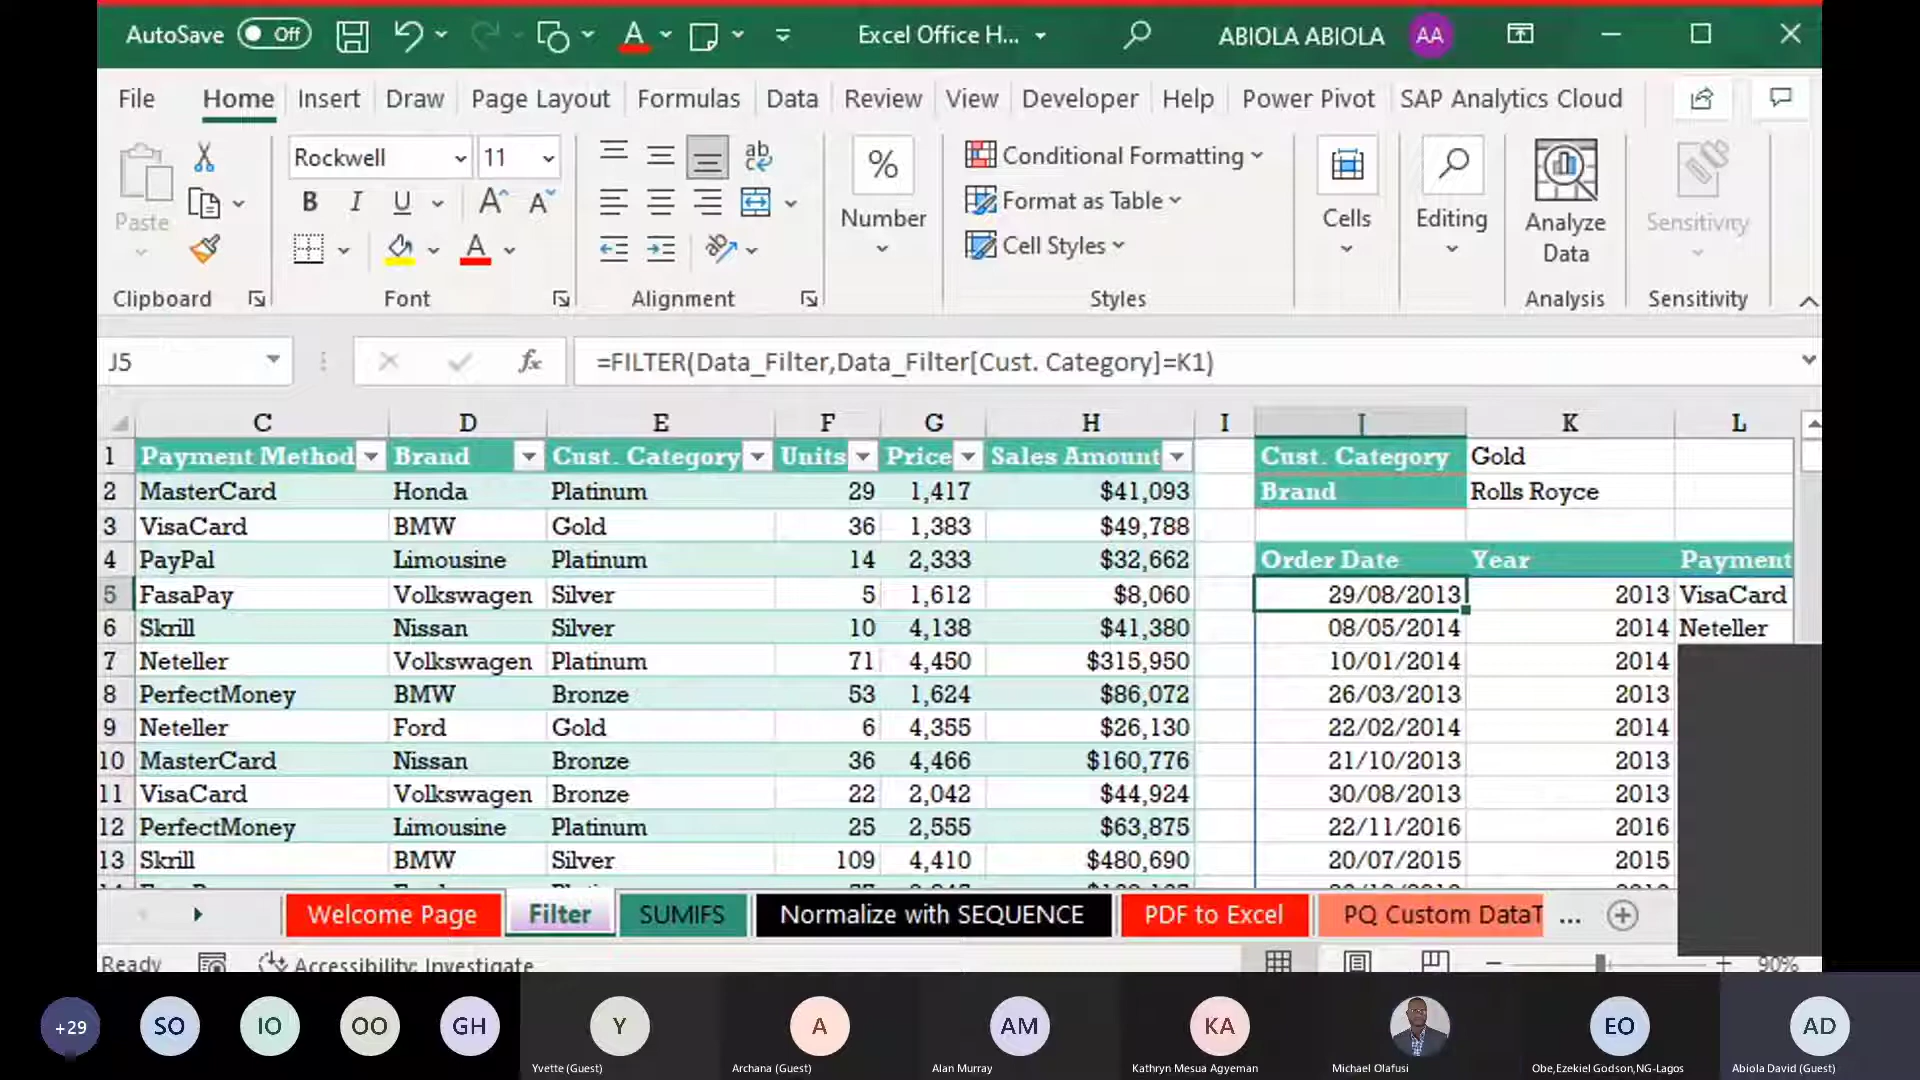 AutoSave Off Excel Office H... ABIOLA ABIOLA AA
File Home Insert Draw Page Layout Formulas Data Review View Developer Help Power Pivot SAP Analytics Cloud
Paste Rockwell 11 ab % Conditional Formatting
B I U A A Number Format as Table Cells Editing Analyze Data Sensitivity
A Cell Styles
Clipboard Font Alignment Styles Analysis Sensitivity
J5 fx =FILTER(Data_Filter,Data_Filter[Cust. Category]=K1)
C D E F G H I J K L
1 Payment Method Brand Cust. Category Units Price Sales Amount Cust. Category Gold
2 MasterCard Honda Platinum 29 1,417 $41,093 Brand Rolls Royce
3 VisaCard BMW Gold 36 1,383 $49,788
4 PayPal Limousine Platinum 14 2,333 $32,662 Order Date Year Payment
5 FasaPay Volkswagen Silver 5 1,612 $8,060 29/08/2013 2013 VisaCard
6 Skrill Nissan Silver 10 4,138 $41,380 08/05/2014 2014 Neteller
7 Neteller Volkswagen Platinum 71 4,450 $315,950 10/01/2014 2014
8 PerfectMoney BMW Bronze 53 1,624 $86,072 26/03/2013 2013
9 Neteller Ford Gold 6 4,355 $26,130 22/02/2014 2014
10 MasterCard Nissan Bronze 36 4,466 $160,776 21/10/2013 2013
11 VisaCard Volkswagen Bronze 22 2,042 $44,924 30/08/2013 2013
12 PerfectMoney Limousine Platinum 25 2,555 $63,875 22/11/2016 2016
13 Skrill BMW Silver 109 4,410 $480,690 20/07/2015 2015
Welcome Page Filter SUMIFS Normalize with SEQUENCE PDF to Excel PQ Custom DataT ...
Ready Accessibility: Investigate 90%
+29 SO IO OO GH Y A AM KA EO AD
Yvette (Guest) Archana (Guest) Alan Murray Kathryn Mesua Agyeman Michael Olafusi Obe,Ezekiel Godson,NG-Lagos Abiola David (Guest)